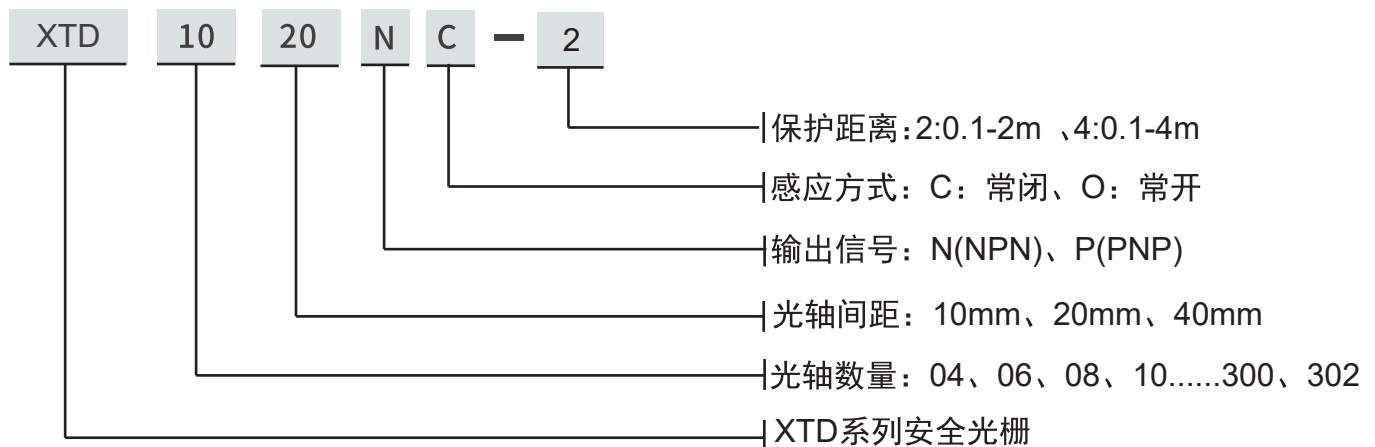 XTD 10 20 N C - 2
保护距离:2:0.1-2m 、4:0.1-4m
感应方式：C：常闭、O：常开
输出信号：N(NPN)、P(PNP)
光轴间距：10mm、20mm、40mm
光轴数量：04、06、08、10......300、302
XTD系列安全光栅